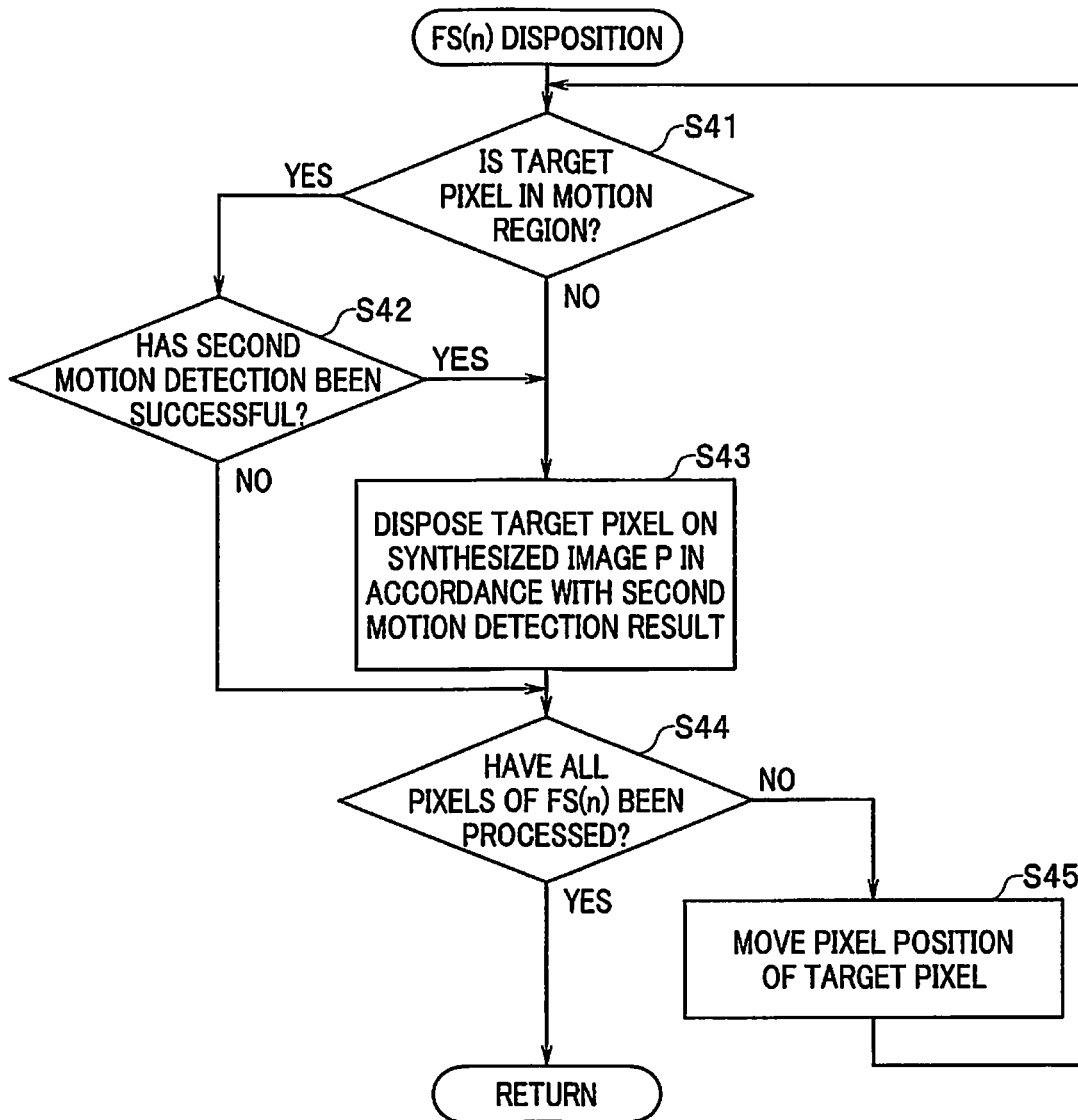 FS(n) DISPOSITION
S41
IS TARGET
PIXEL IN MOTION
REGION?
YES
NO
S42
HAS SECOND
MOTION DETECTION BEEN
SUCCESSFUL?
YES
NO
S43
DISPOSE TARGET PIXEL ON
SYNTHESIZED IMAGE P IN
ACCORDANCE WITH SECOND
MOTION DETECTION RESULT
S44
HAVE ALL
PIXELS OF FS(n) BEEN
PROCESSED?
NO
YES
S45
MOVE PIXEL POSITION
OF TARGET PIXEL
RETURN